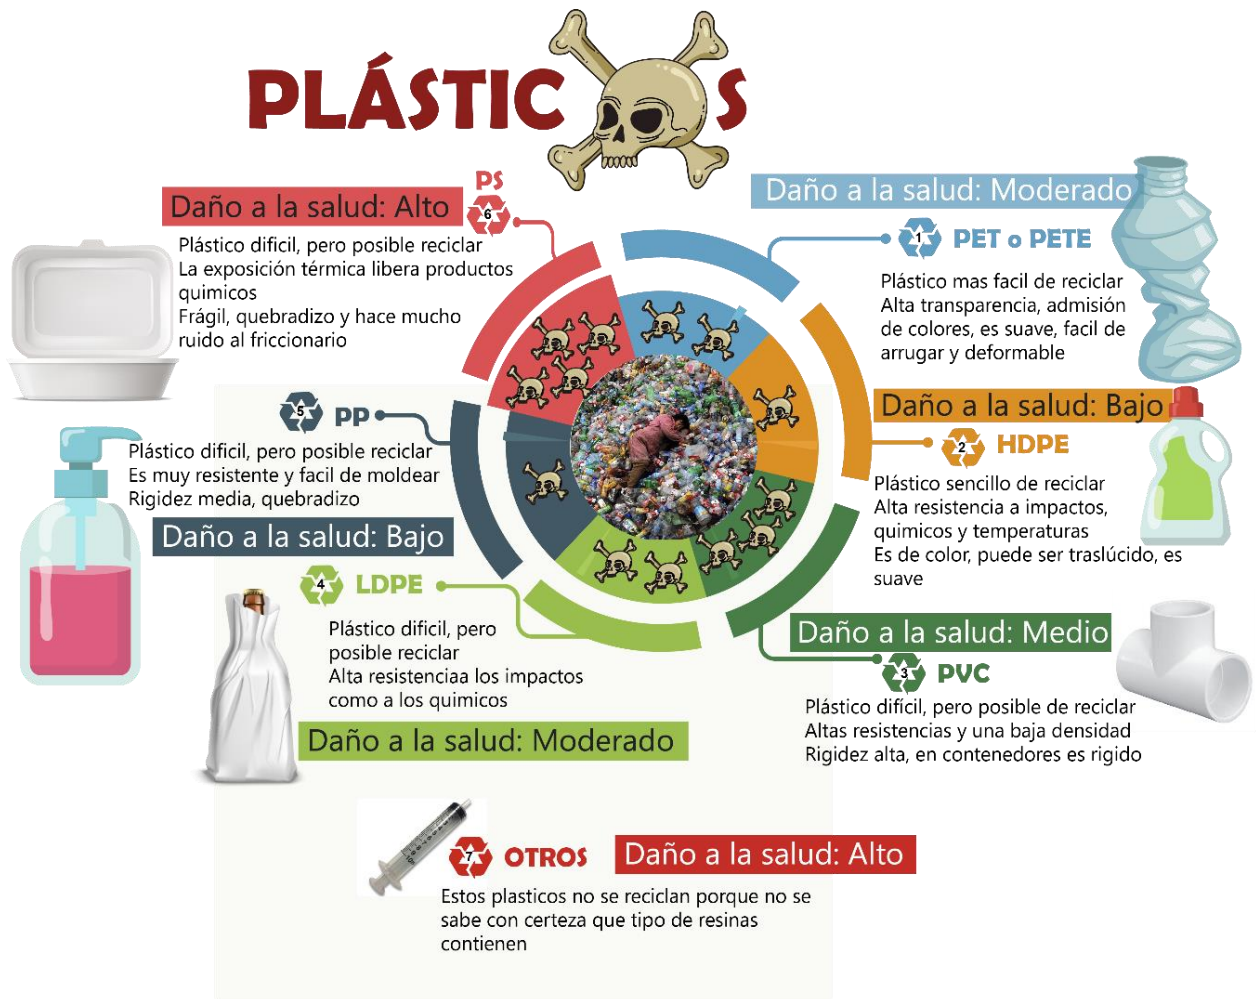 PLÁSTIC S
PS
6
Daño a la salud: Alto
Plástico dificil, pero posible reciclar
La exposición térmica libera productos
quimicos
Frágil, quebradizo y hace mucho
ruido al friccionario
Daño a la salud: Moderado
1
PET o PETE
Plástico mas facil de reciclar
Alta transparencia, admisión
de colores, es suave, facil de
arrugar y deformable
Daño a la salud: Bajo
2
HDPE
Plástico sencillo de reciclar
Alta resistencia a impactos,
quimicos y temperaturas
Es de color, puede ser traslúcido, es
suave
Daño a la salud: Medio
3
PVC
Plástico difícil, pero posible de reciclar
Altas resistencias y una baja densidad
Rigidez alta, en contenedores es rigido
5
PP
Plástico dificil, pero posible reciclar
Es muy resistente y facil de moldear
Rigidez media, quebradizo
Daño a la salud: Bajo
4
LDPE
Plástico dificil, pero
posible reciclar
Alta resistenciaa los impactos
como a los quimicos
Daño a la salud: Moderado
7
OTROS
Daño a la salud: Alto
Estos plasticos no se reciclan porque no se
sabe con certeza que tipo de resinas
contienen